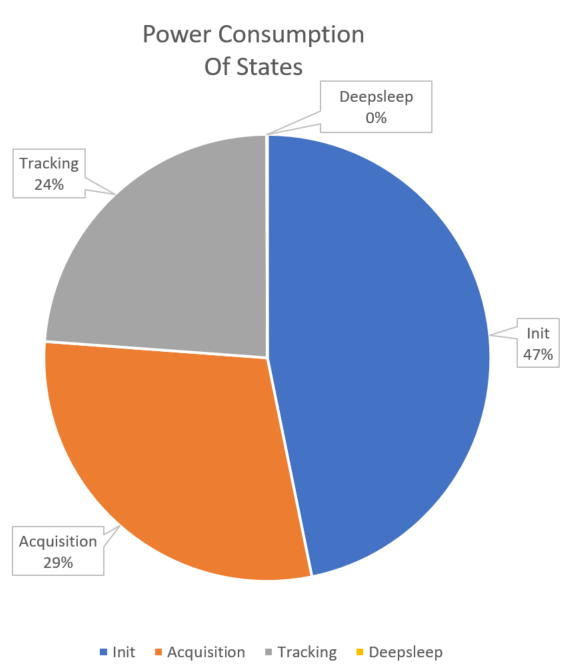 Power Consumption
Of States
Deepsleep
0%
Tracking
24%
Init
47%
Acquisition
29%
Init
Acquisition
Tracking
Deepsleep